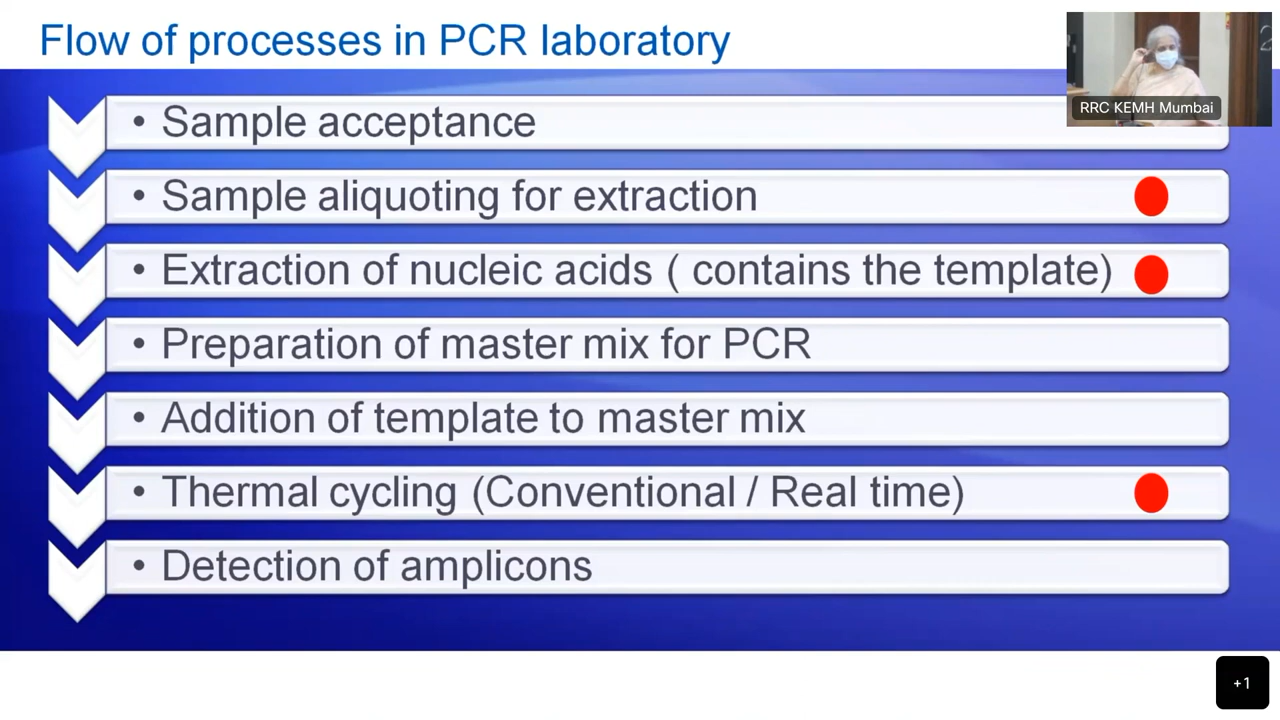 Flow of processes in PCR laboratory
RRC KEMH Mumbai
• Sample acceptance
• Sample aliquoting for extraction
• Extraction of nucleic acids ( contains the template)
• Preparation of master mix for PCR
• Addition of template to master mix
• Thermal cycling (Conventional / Real time)
• Detection of amplicons
+1